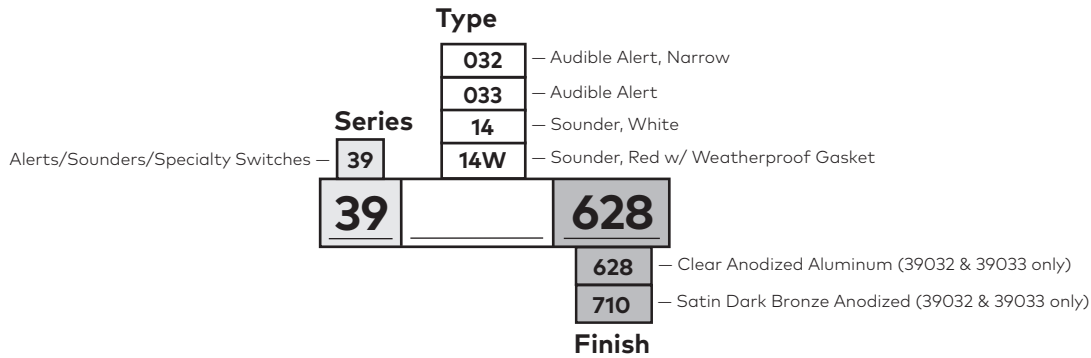 Type
032 — Audible Alert, Narrow
033 — Audible Alert
Series
14 — Sounder, White
Alerts/Sounders/Specialty Switches — 39
14W — Sounder, Red w/ Weatherproof Gasket
39 628
628 — Clear Anodized Aluminum (39032 & 39033 only)
710 — Satin Dark Bronze Anodized (39032 & 39033 only)
Finish